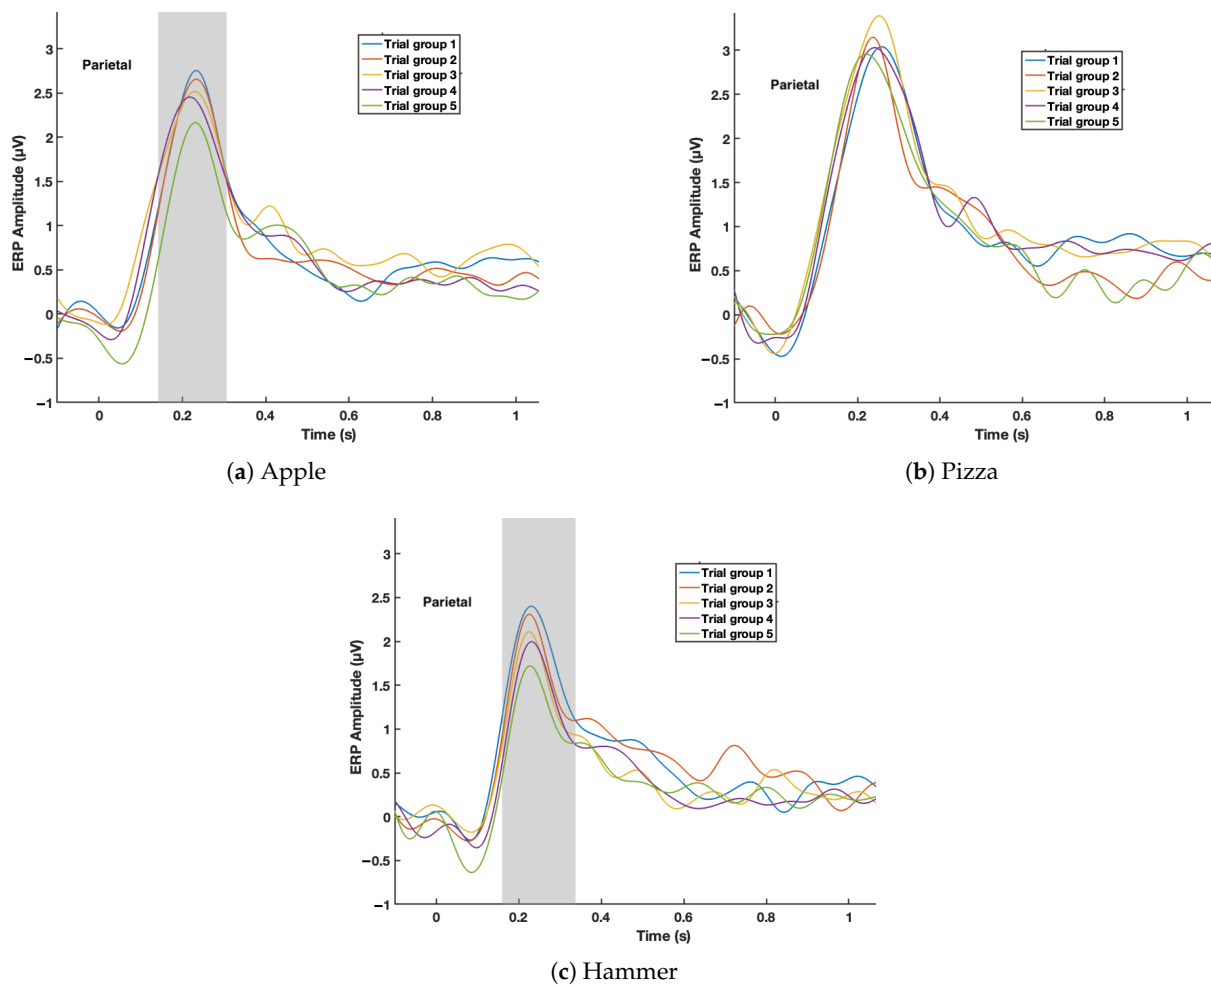 3
2.5
2
1.5
1
0.5
0
−0.5
−1
ERP Amplitude (µV)
Parietal
Trial group 1
Trial group 2
Trial group 3
Trial group 4
Trial group 5
0 0.2 0.4 0.6 0.8 1
Time (s)
(a) Apple
3
2.5
2
1.5
1
0.5
0
−0.5
−1
ERP Amplitude (µV)
Parietal
Trial group 1
Trial group 2
Trial group 3
Trial group 4
Trial group 5
0 0.2 0.4 0.6 0.8 1
Time (s)
(b) Pizza
3
2.5
2
1.5
1
0.5
0
−0.5
−1
ERP Amplitude (µV)
Parietal
Trial group 1
Trial group 2
Trial group 3
Trial group 4
Trial group 5
0 0.2 0.4 0.6 0.8 1
Time (s)
(c) Hammer